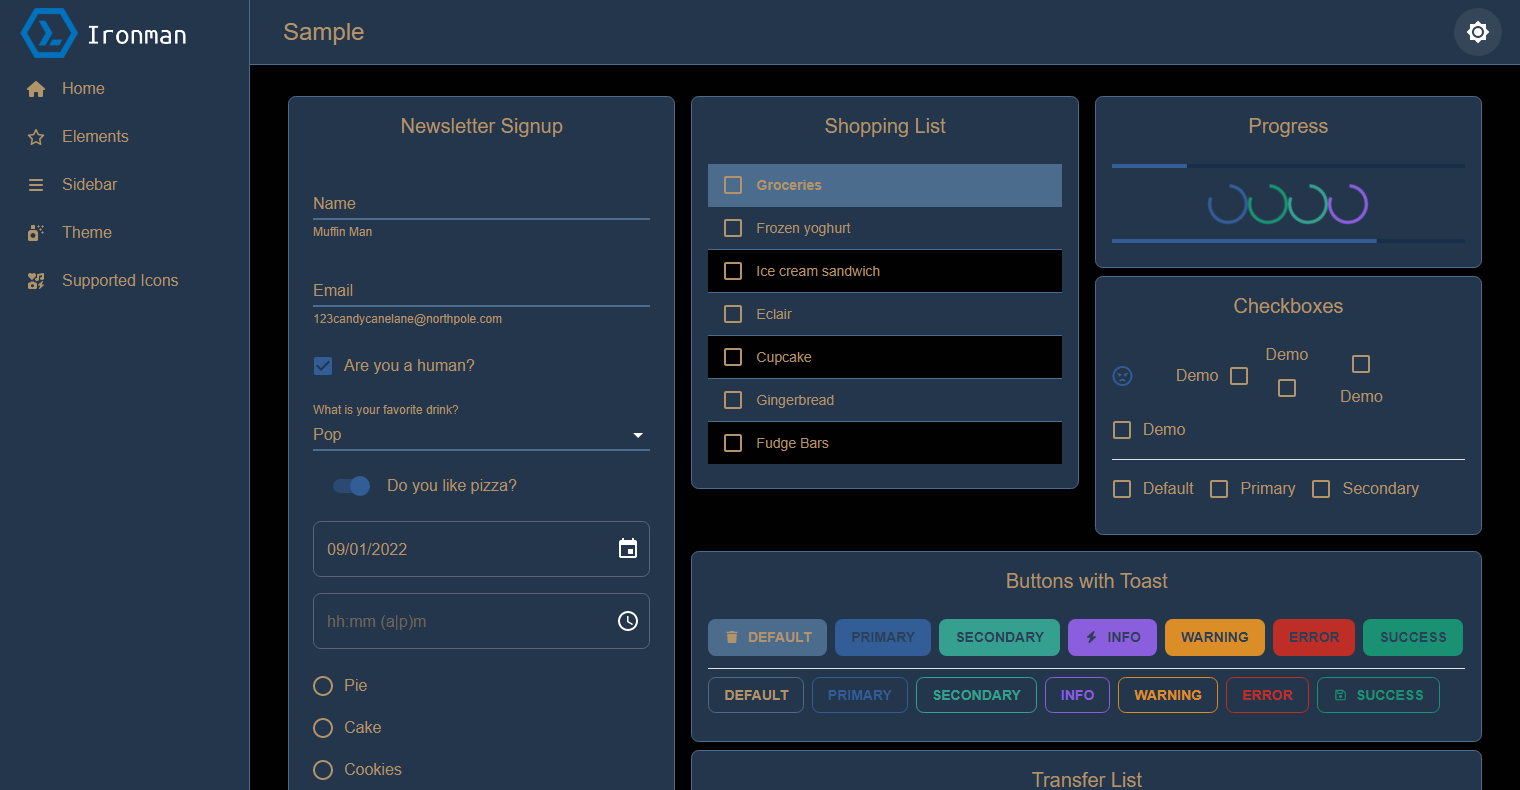 Ironman
Home
Elements
Sidebar
Theme
Supported Icons
Sample
Newsletter Signup
Name
Muffin Man
Email
123candycanelane@northpole.com
Are you a human?
What is your favorite drink?
Pop
Do you like pizza?
09/01/2022
hh:mm (a|p)m
Pie
Cake
Cookies
Shopping List
Groceries
Frozen yoghurt
Ice cream sandwich
Eclair
Cupcake
Gingerbread
Fudge Bars
Progress
Checkboxes
Demo
Demo
Demo
Demo
Default Primary Secondary
Buttons with Toast
DEFAULT PRIMARY SECONDARY INFO WARNING ERROR SUCCESS
DEFAULT PRIMARY SECONDARY INFO WARNING ERROR SUCCESS
Transfer List